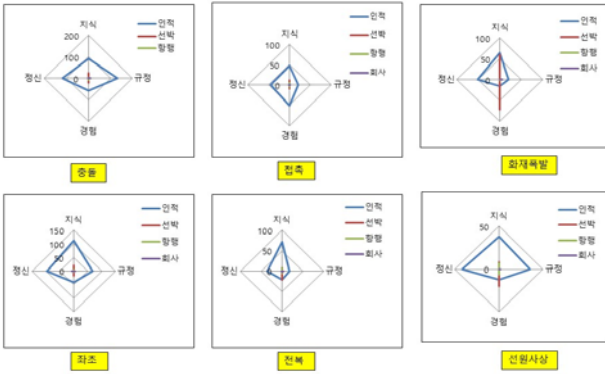 지식
200
100
0
정신
규정
경험
인적
선박
항행
충돌
지식
100
50
0
정신
규정
경험
인적
선박
항행
회사
접촉
지식
100
50
0
정신
규정
경험
인적
선박
항행
회사
화재폭발
지식
150
100
50
0
정신
규정
경험
인적
선박
항행
회사
좌초
지식
100
50
0
정신
규정
경험
인적
선박
항행
회사
전복
지식
50
0
정신
규정
경험
인적
선박
항행
회사
선원사상